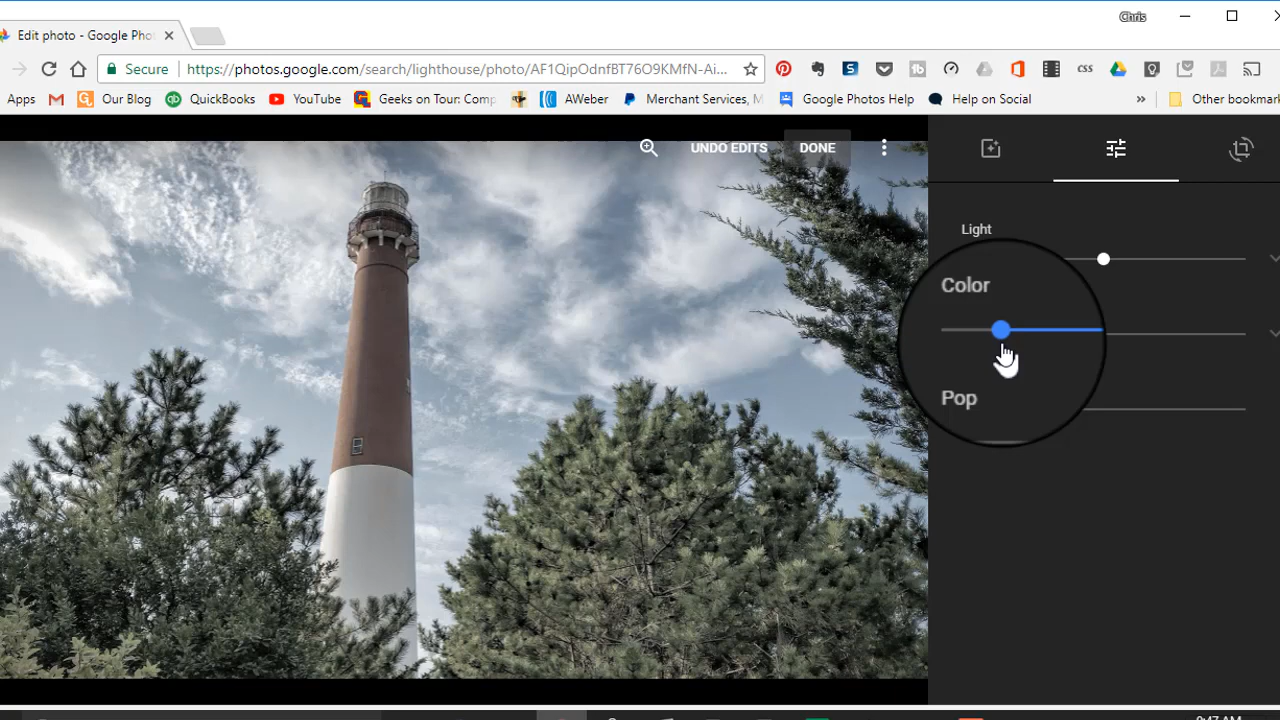 Chris
Edit photo - Google Pho
Secure https://photos.google.com/search/lighthouse/photo/AF1QipOdnfBT76O9KMfN-Ai...
css
Apps Our Blog QuickBooks YouTube Geeks on Tour: Comp AWeber Merchant Services, M Google Photos Help Help on Social » Other bookmar
UNDO EDITS DONE
Light
Color
Pop